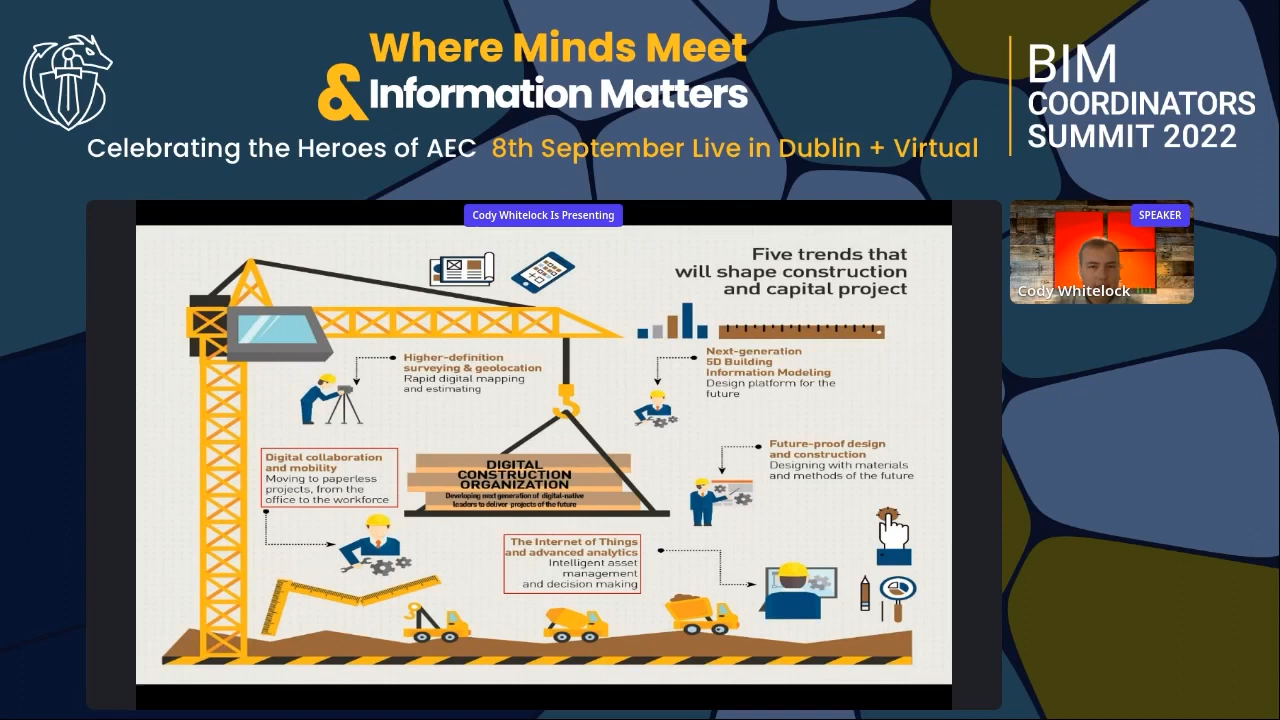 Where Minds Meet
& Information Matters
Celebrating the Heroes of AEC 8th September Live in Dublin + Virtual
BIM
COORDINATORS
SUMMIT 2022
Cody Whitelock Is Presenting
SPEAKER
Cody Whitelock
Five trends that
will shape construction
and capital project
Higher-definition
surveying & geolocation
Rapid digital mapping
and estimating
Next-generation
5D Building
Information Modeling
Design platform for the
future
Digital collaboration
and mobility
Moving to paperless
projects, from the
office to the workforce
DIGITAL
CONSTRUCTION
ORGANIZATION
Developing next generation of digital-native
leaders to deliver projects of the future
Future-proof design
and construction
Designing with materials
and methods of the future
The Internet of Things
and advanced analytics
Intelligent asset
management
and decision making